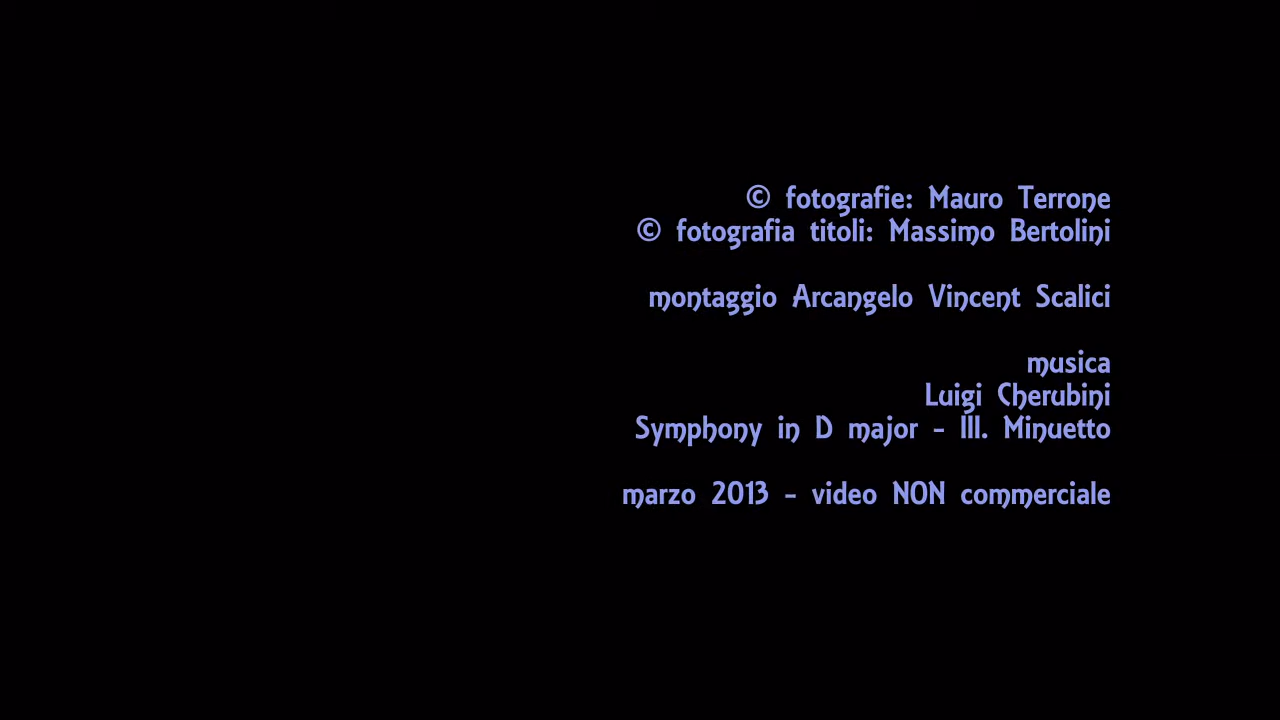 © fotografie: Mauro Terrone
© fotografia titoli: Massimo Bertolini
montaggio Arcangelo Vincent Scalici
musica
Luigi Cherubini
Symphony in D major - III. Minuetto
marzo 2013 - video NON commerciale